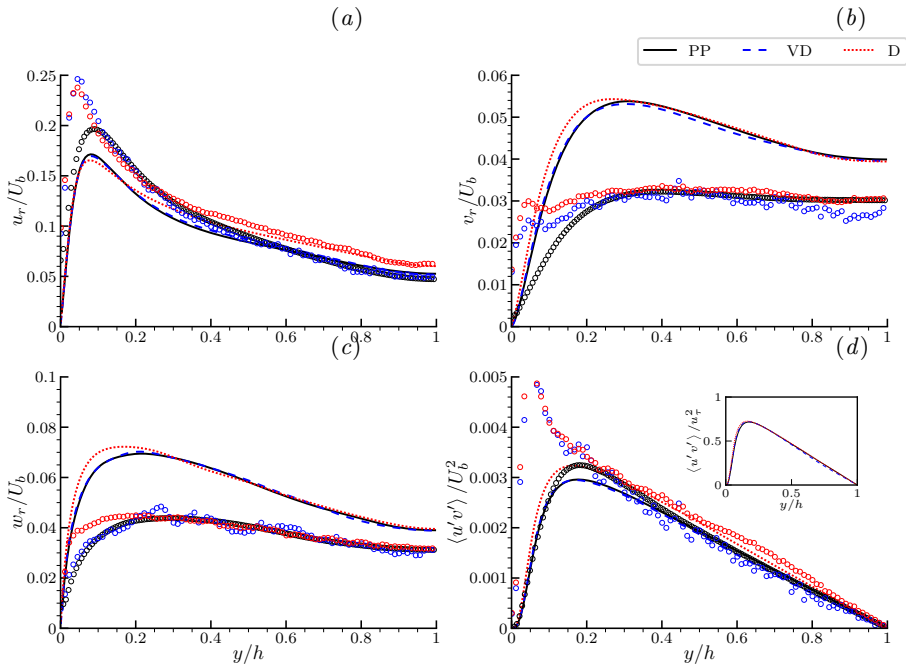 (a)
(b)
PP VD D
0.25
0.2
0.15
0.1
0.05
0
u_r/U_b
0 0.2 0.4 0.6 0.8 1
0.06
0.05
0.04
0.03
0.02
0.01
0
v_r/U_b
0 0.2 0.4 0.6 0.8 1
(c)
(d)
0.1
0.08
0.06
0.04
0.02
0
w_r/U_b
0 0.2 0.4 0.6 0.8 1
y/h
0.005
0.004
0.003
0.002
0.001
0
⟨u'v'⟩/U_b^2
0 0.2 0.4 0.6 0.8 1
y/h
1
0.5
0
⟨u'v'⟩/u_τ^2
0 0.5 1
y/h